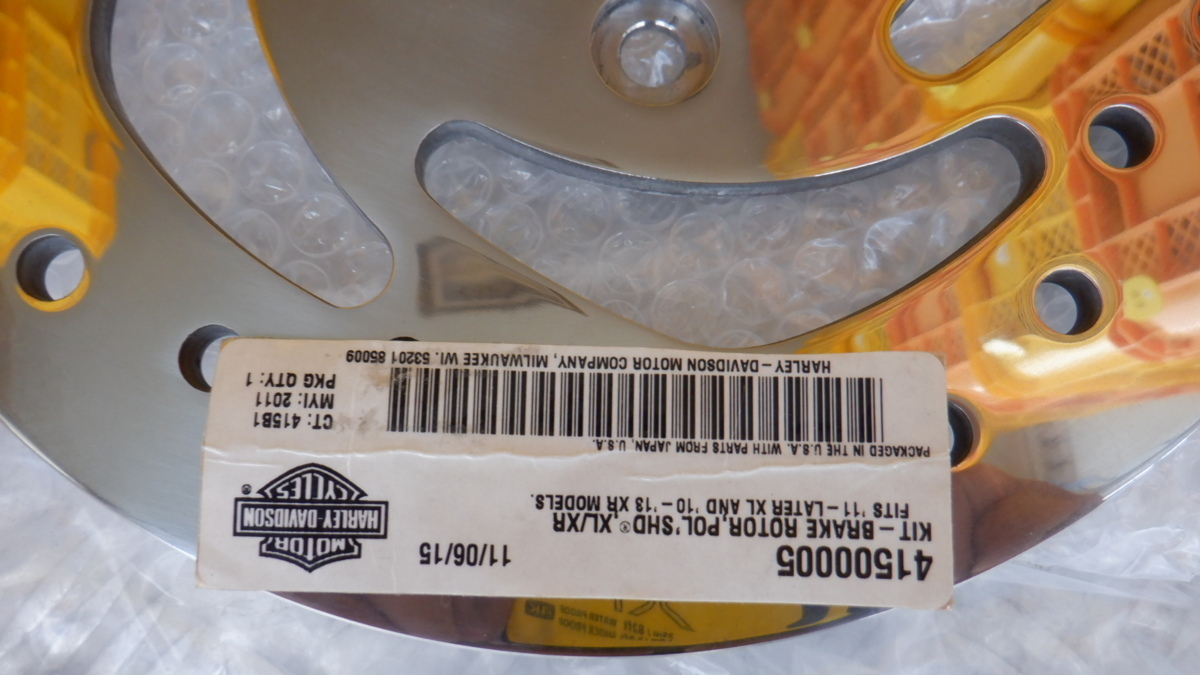 41500005
11/06/15
KIT – BRAKE ROTOR,POL'SHD®,XL/XR
FITS '11 – LATER XL AND '10 – '13 XR MODELS.
MOTOR
HARLEY-DAVIDSON
CYCLES
®
PACKAGED IN THE U.S.A. WITH PARTS FROM JAPAN, U.S.A.
CT: 415B1
MYI: 2011
PKG QTY: 1
HARLEY – DAVIDSON MOTOR COMPANY, MILWAUKEE WI. 53201 85009
WATERPROOF
SHOCKPROOF